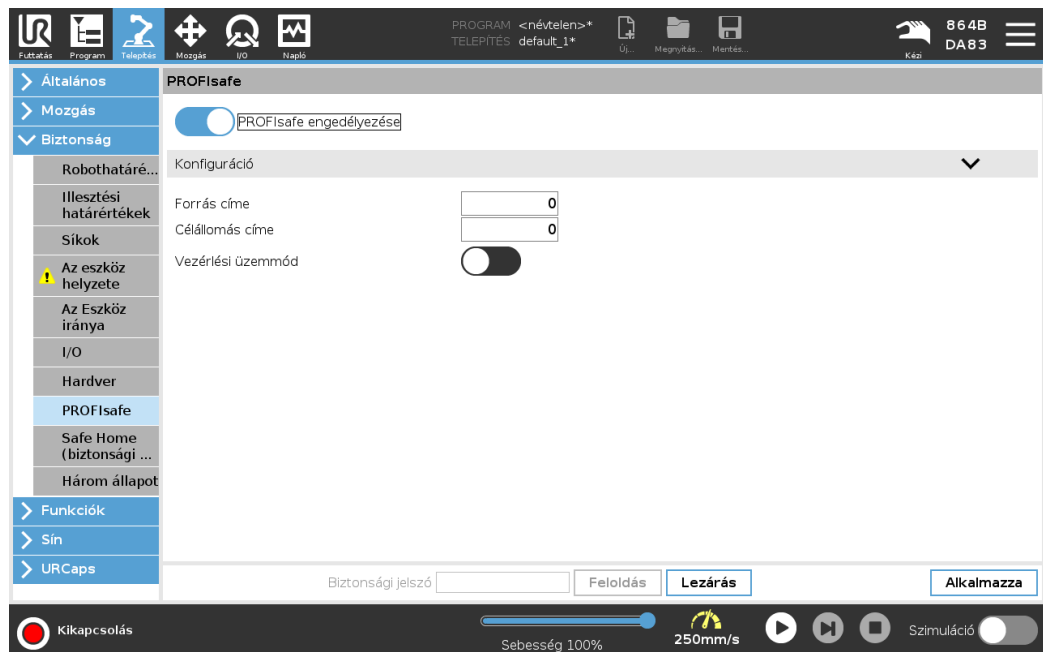 PROGRAM <névtelen>*
TELEPÍTÉS default_1*
Futtatás Program Telepítés Mozgás I/O Napló
Új... Megnyitás... Mentés...
Kézi
864B
DA83
Általános
Mozgás
Biztonság
Robothatáré...
Illesztési
határértékek
Síkok
Az eszköz
helyzete
Az Eszköz
iránya
I/O
Hardver
PROFIsafe
Safe Home
(biztonsági ...
Három állapot
Funkciók
Sín
URCaps
PROFIsafe
PROFIsafe engedélyezése
Konfiguráció
Forrás címe 0
Célállomás címe 0
Vezérlési üzemmód
Biztonsági jelszó Feloldás Lezárás Alkalmazza
Kikapcsolás
Sebesség 100%
250mm/s
Szimuláció